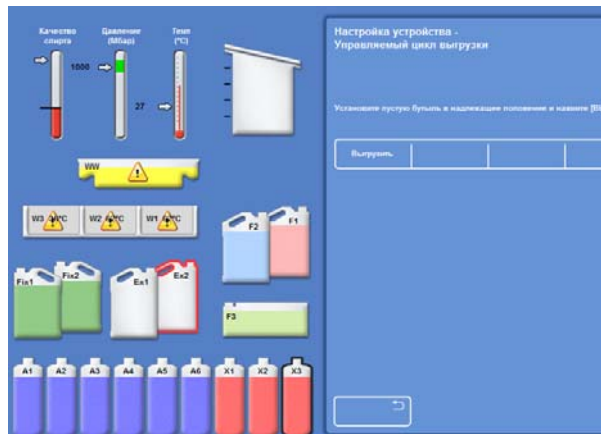 Качество спирта
Давление (Мбар)
Темп (°C)
1000
27
WW
W3 °C
W2 °C
W1 °C
F2
F1
Fix1
Fix2
Ex1
Ex2
F3
A1
A2
A3
A4
A5
A6
X1
X2
X3
Настройка устройства -
Управляемый цикл выгрузки
Установите пустую бутыль в надлежащее положение и нажмите
Выгрузить